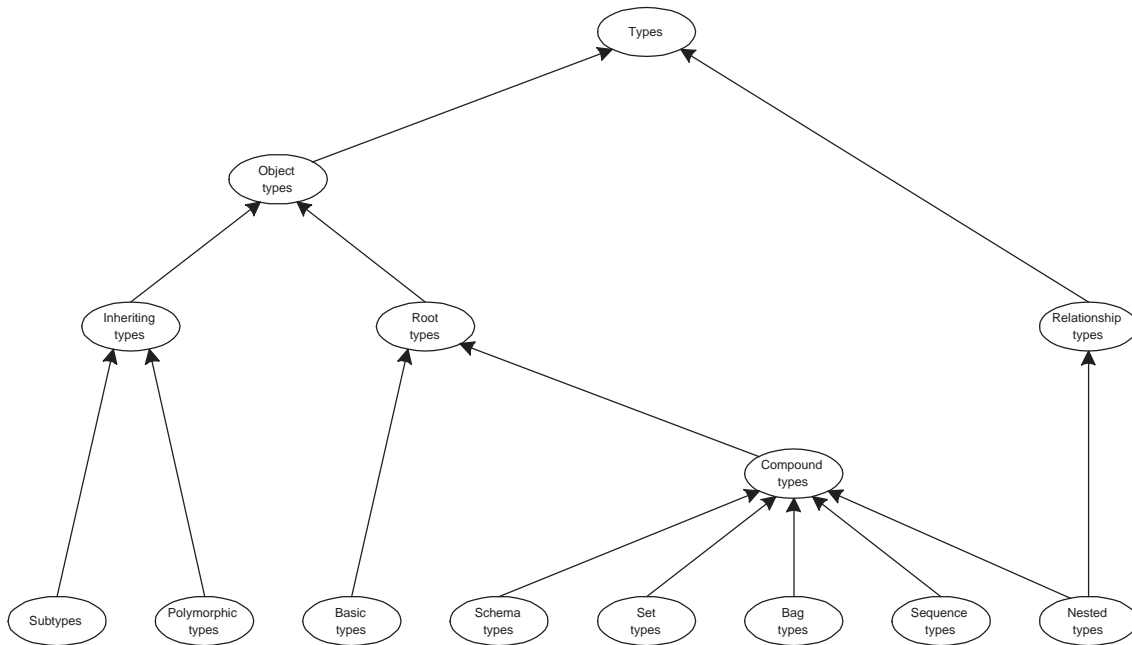 Types
Object
types
Inheriting
types
Root
types
Relationship
types
Compound
types
Subtypes
Polymorphic
types
Basic
types
Schema
types
Set
types
Bag
types
Sequence
types
Nested
types